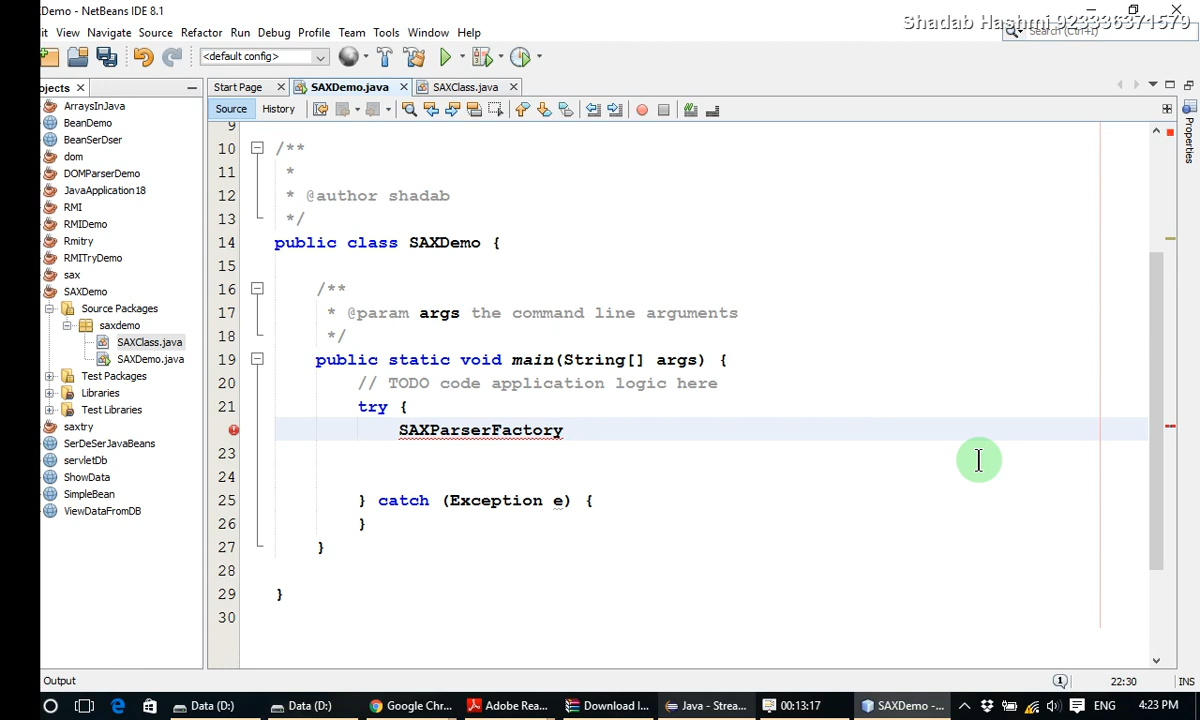 Demo - NetBeans IDE 8.1
Shadab Hashmi 923336371579
it View Navigate Source Refactor Run Debug Profile Team Tools Window Help
Search (Ctrl+I)
<default config>
ojects
Start Page
SAXDemo.java
SAXClass.java
Source
History
ArraysInJava
BeanDemo
BeanSerDser
dom
DOMParserDemo
JavaApplication18
RMI
RMIDemo
Rmitry
RMITryDemo
sax
SAXDemo
Source Packages
saxdemo
SAXClass.java
SAXDemo.java
Test Packages
Libraries
Test Libraries
saxtry
SerDeSerJavaBeans
servletDb
ShowData
SimpleBean
ViewDataFromDB
Properties
9
10 /**
11 *
12 * @author shadab
13 */
14 public class SAXDemo {
15
16 /**
17 * @param args the command line arguments
18 */
19 public static void main(String[] args) {
20 // TODO code application logic here
21 try {
SAXParserFactory
23
24
25 } catch (Exception e) {
26 }
27 }
28
29 }
30
Output
1
22:30
INS
Data (D:)
Data (D:)
Google Chr...
Adobe Rea...
Download I...
Java - Strea...
00:13:17
SAXDemo -...
ENG
4:23 PM